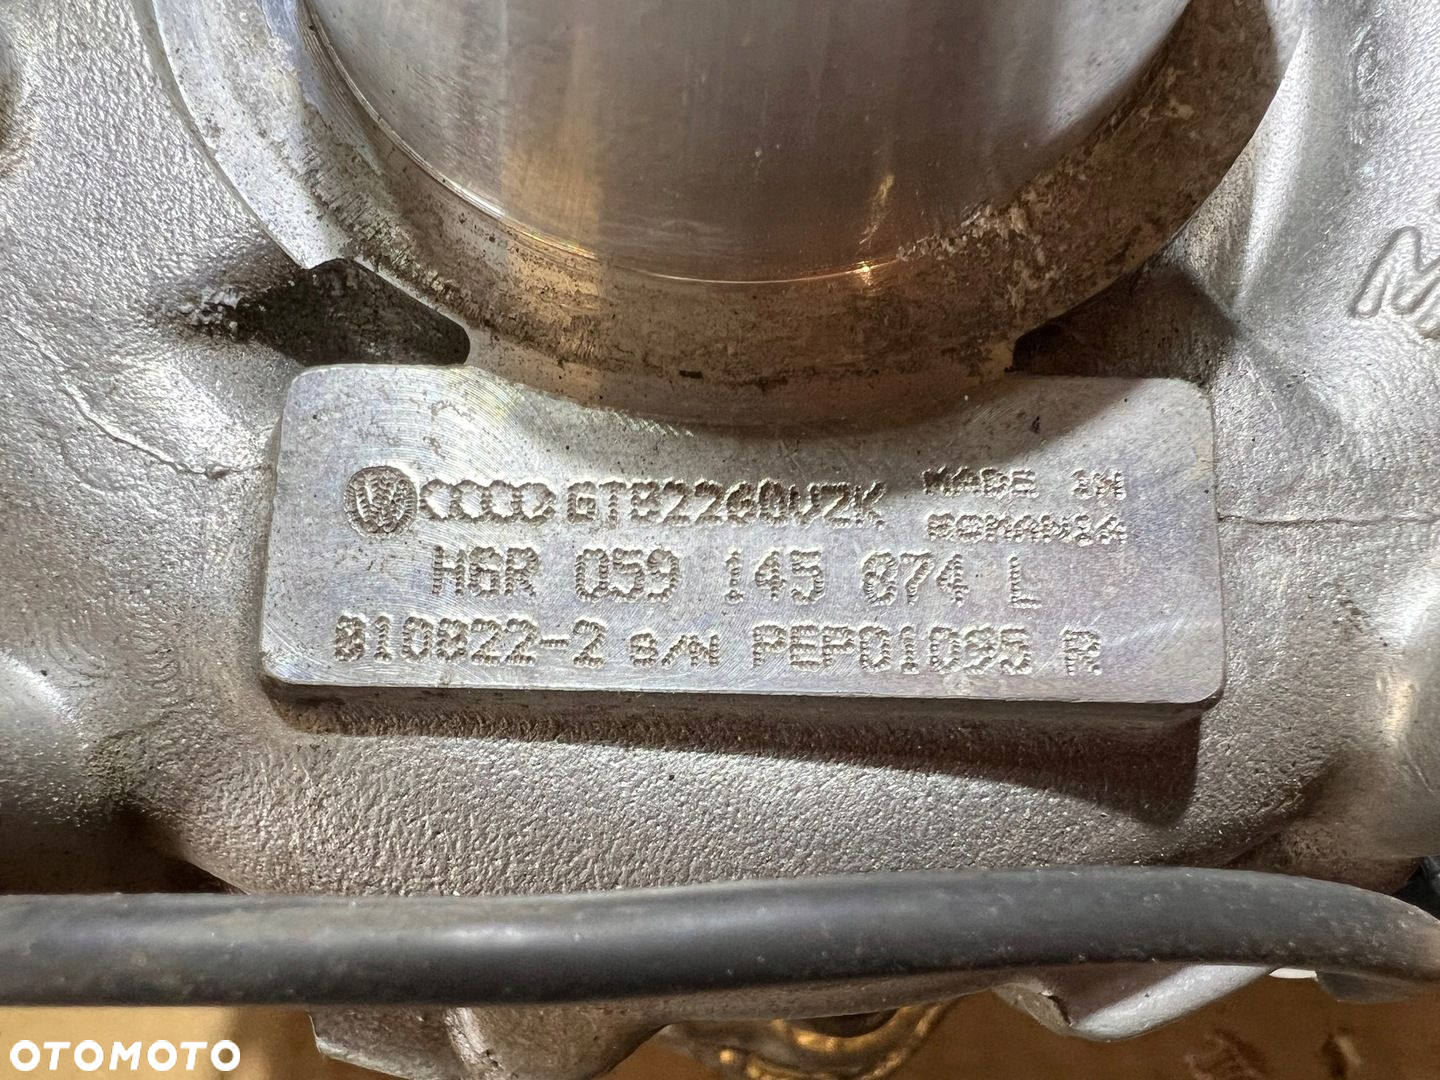 GTB2260VZK MADE IN
ROMANIA
H6R 059 145 874 L
810822-2 S/N PEP01095 R
OTOMOTO